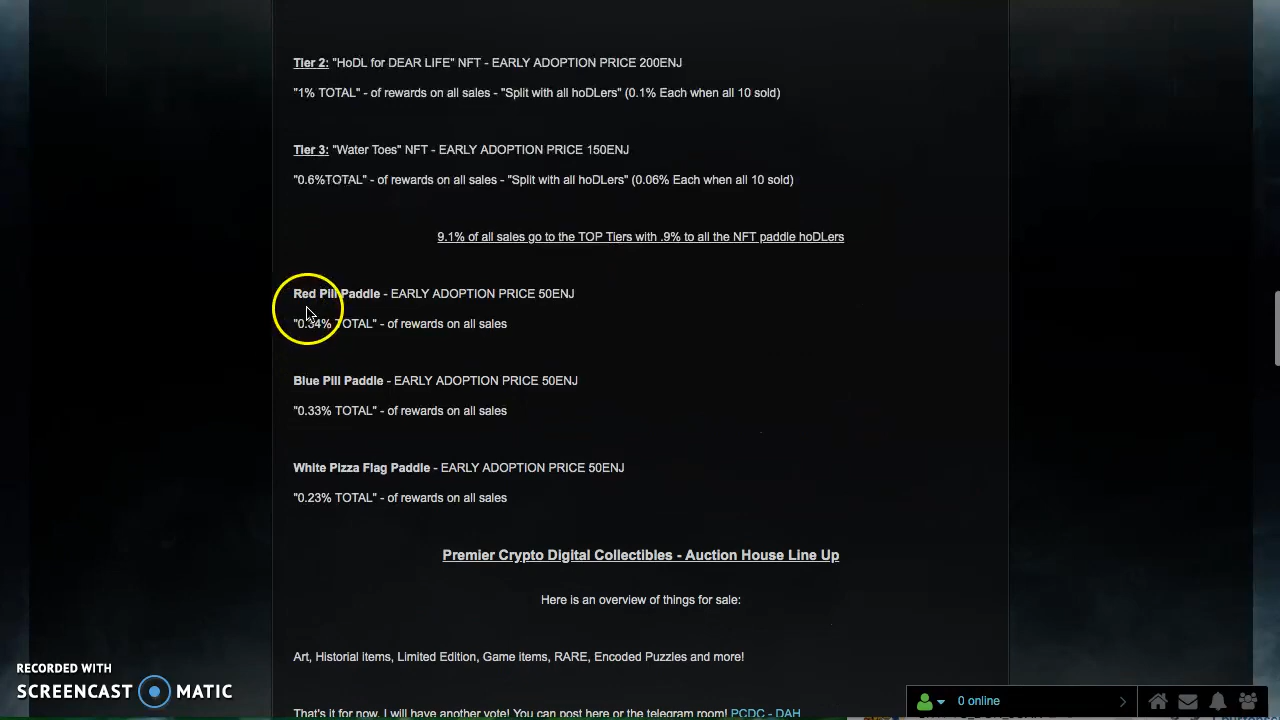 Tier 2: "HoDL for DEAR LIFE" NFT - EARLY ADOPTION PRICE 200ENJ
"1% TOTAL" - of rewards on all sales - "Split with all hoDLers" (0.1% Each when all 10 sold)
Tier 3: "Water Toes" NFT - EARLY ADOPTION PRICE 150ENJ
"0.6%TOTAL" - of rewards on all sales - "Split with all hoDLers" (0.06% Each when all 10 sold)
9.1% of all sales go to the TOP Tiers with .9% to all the NFT paddle hoDLers
Red Pill Paddle - EARLY ADOPTION PRICE 50ENJ
"0.34% TOTAL" - of rewards on all sales
Blue Pill Paddle - EARLY ADOPTION PRICE 50ENJ
"0.33% TOTAL" - of rewards on all sales
White Pizza Flag Paddle - EARLY ADOPTION PRICE 50ENJ
"0.23% TOTAL" - of rewards on all sales
Premier Crypto Digital Collectibles - Auction House Line Up
Here is an overview of things for sale:
Art, Historial items, Limited Edition, Game items, RARE, Encoded Puzzles and more!
That's it for now, I will have another vote! You can post here or the telegram room! PCDC - DAH
RECORDED WITH
SCREENCAST MATIC
0 online